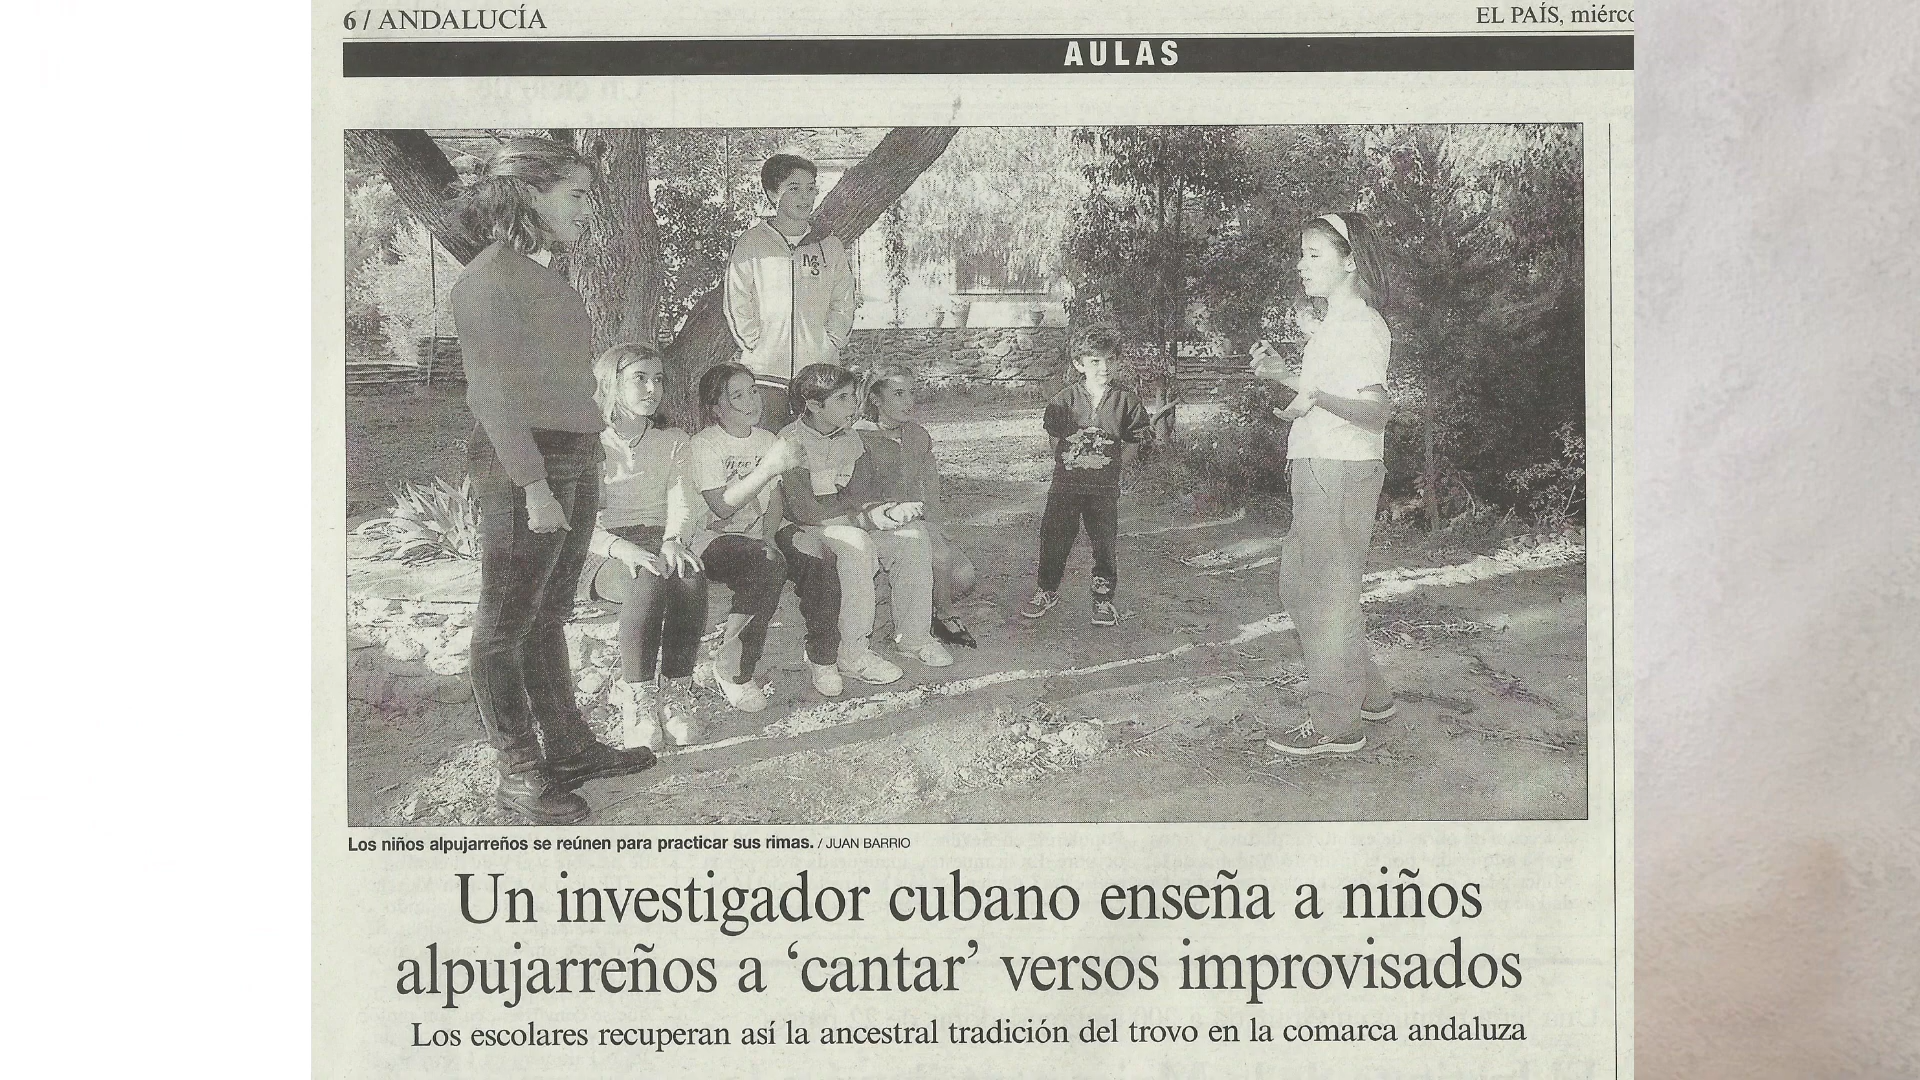 6 / ANDALUCÍA
EL PAÍS, miérco
AULAS
Los niños alpujarreños se reúnen para practicar sus rimas. / JUAN BARRIO
Un investigador cubano enseña a niños
alpujarreños a ‘cantar’ versos improvisados
Los escolares recuperan así la ancestral tradición del trovo en la comarca andaluza